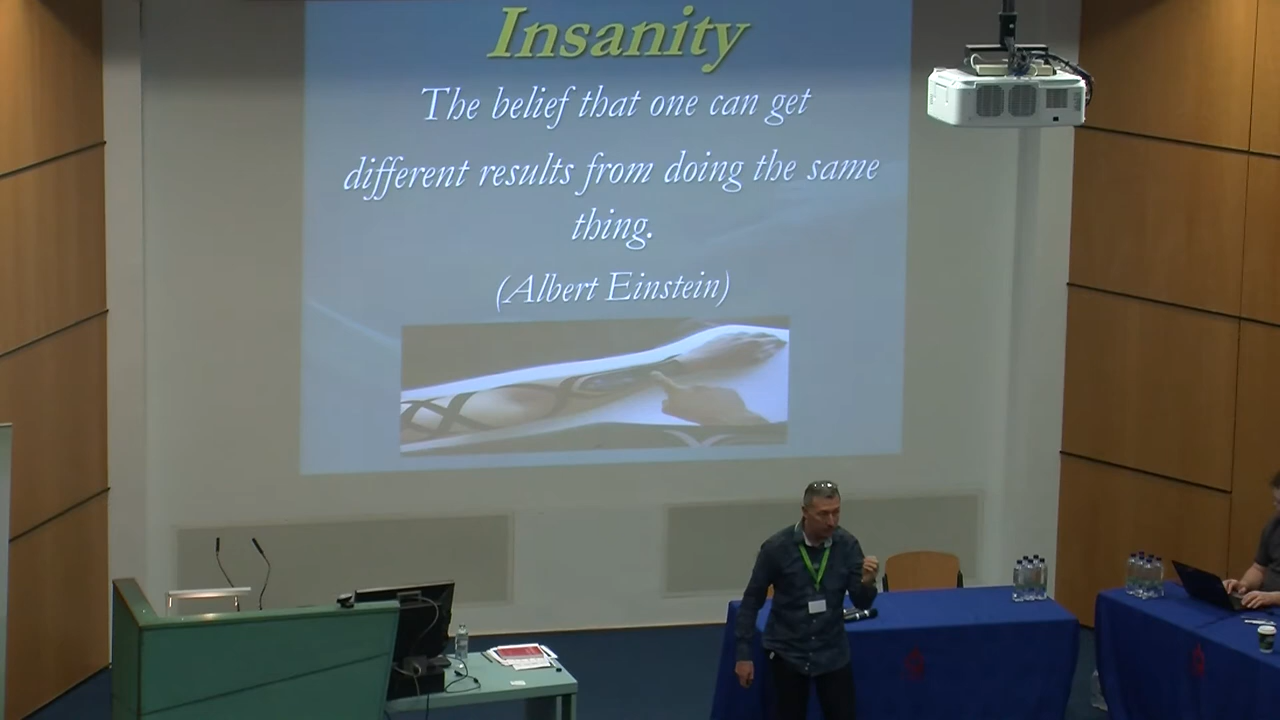 Insanity
The belief that one can get
different results from doing the same
thing.
(Albert Einstein)